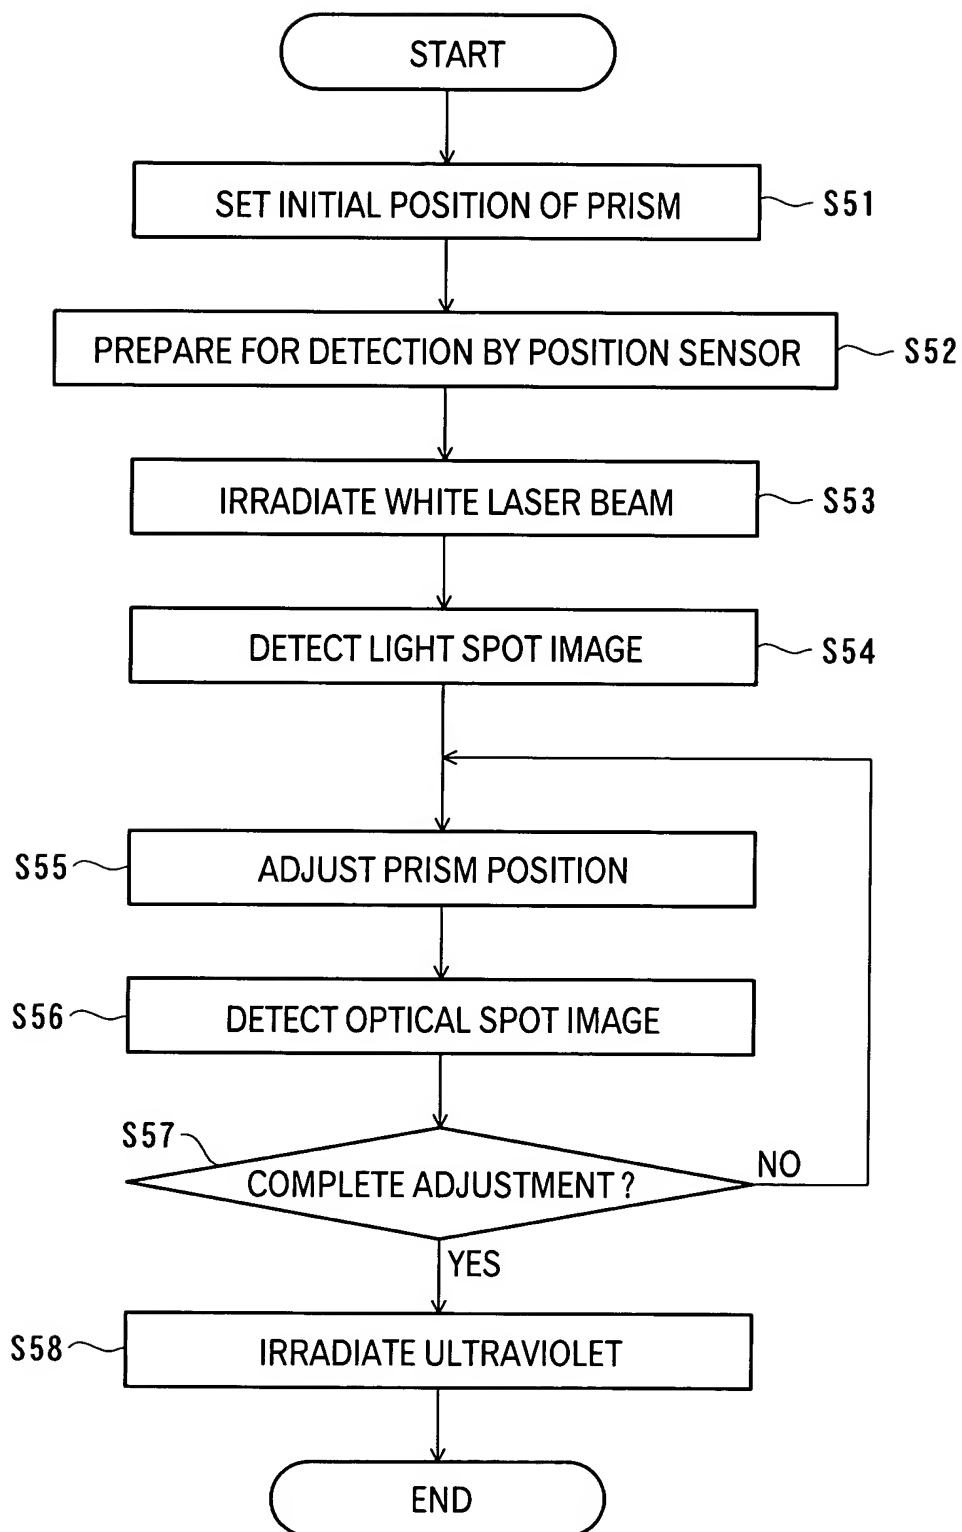 START
SET INITIAL POSITION OF PRISM
S51
PREPARE FOR DETECTION BY POSITION SENSOR
S52
IRRADIATE WHITE LASER BEAM
S53
DETECT LIGHT SPOT IMAGE
S54
S55
ADJUST PRISM POSITION
S56
DETECT OPTICAL SPOT IMAGE
S57
COMPLETE ADJUSTMENT ?
NO
YES
S58
IRRADIATE ULTRAVIOLET
END